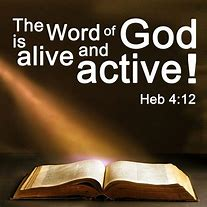 The Word of God
is alive and
active!
Heb 4:12